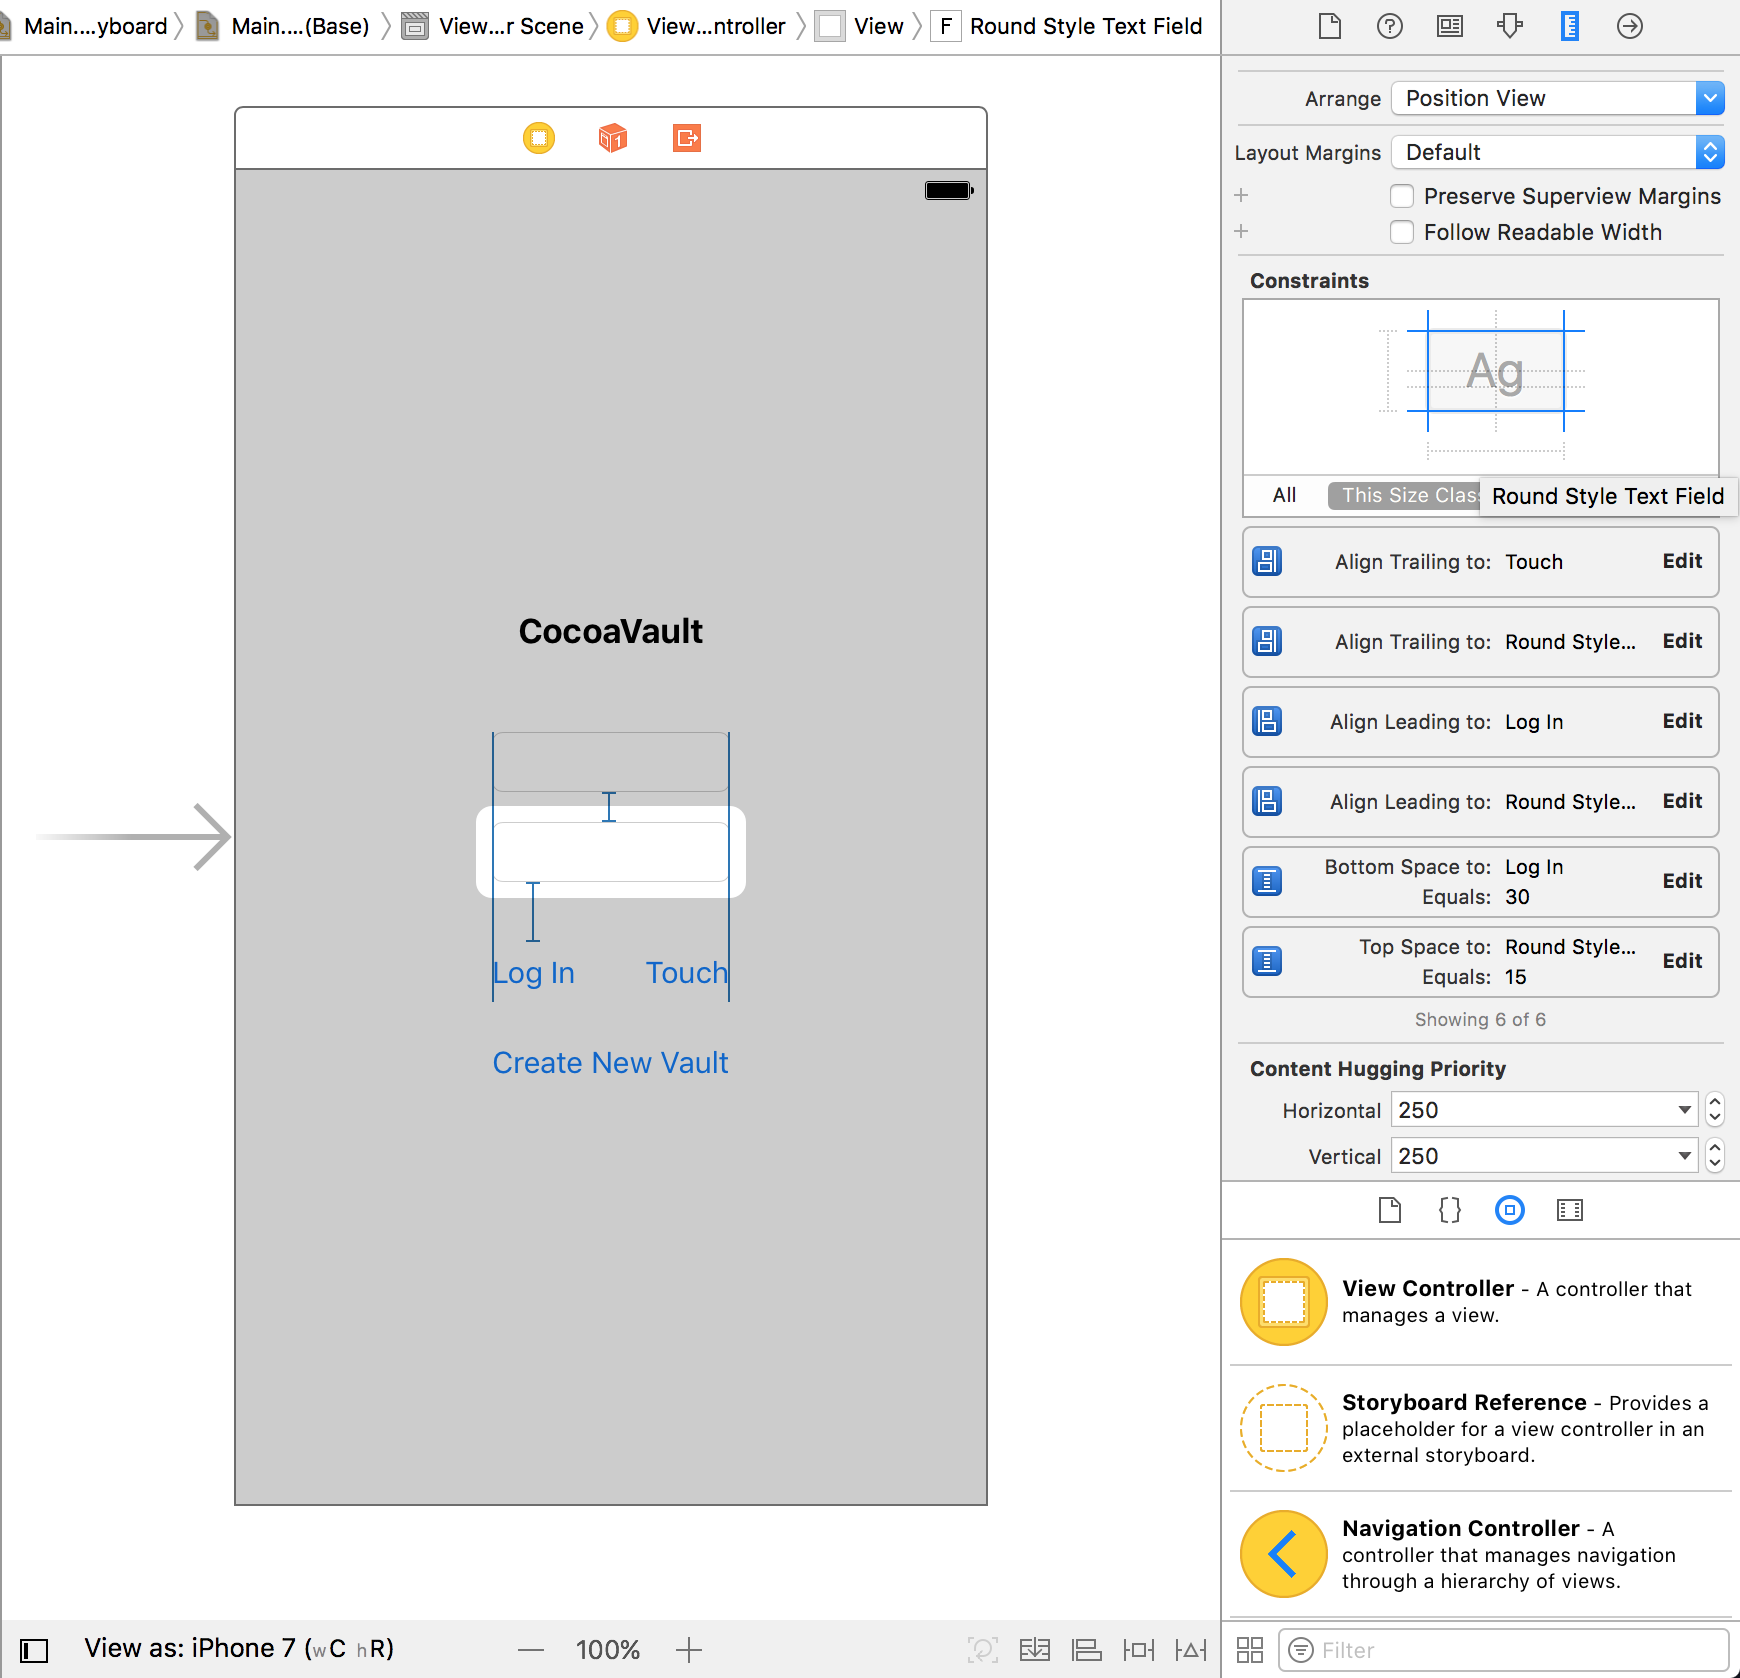 Main....yboard Main....(Base) View...r Scene View...ntroller View F Round Style Text Field
Arrange Position View
Layout Margins Default
Preserve Superview Margins
Follow Readable Width
Constraints
Ag
All This Size Clas Round Style Text Field
Align Trailing to: Touch Edit
Align Trailing to: Round Style... Edit
Align Leading to: Log In Edit
Align Leading to: Round Style... Edit
Bottom Space to: Log In
Equals: 30 Edit
Top Space to: Round Style...
Equals: 15 Edit
Showing 6 of 6
Content Hugging Priority
Horizontal 250
Vertical 250
1
CocoaVault
Log In Touch
Create New Vault
View Controller - A controller that
manages a view.
Storyboard Reference - Provides a
placeholder for a view controller in an
external storyboard.
Navigation Controller - A
controller that manages navigation
through a hierarchy of views.
View as: iPhone 7 (wC hR) — 100% +
Filter